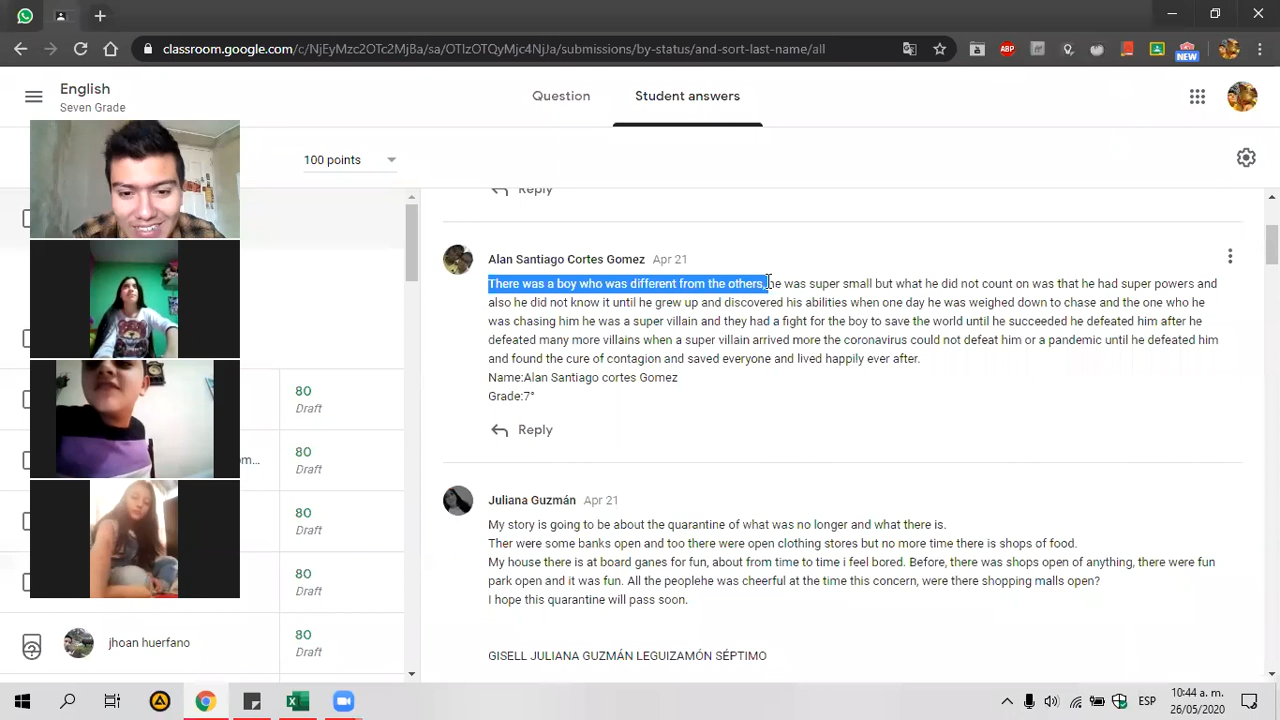 classroom.google.com/c/NjEyMzc2OTc2MjBa/sa/OTIzOTQyMjc4NjJa/submissions/by-status/and-sort-last-name/all
ABP
NEW
English
Seven Grade
Question
Student answers
100 points
Reply
Alan Santiago Cortes Gomez Apr 21
There was a boy who was different from the others, he was super small but what he did not count on was that he had super powers and
also he did not know it until he grew up and discovered his abilities when one day he was weighed down to chase and the one who he
was chasing him he was a super villain and they had a fight for the boy to save the world until he succeeded he defeated him after he
defeated many more villains when a super villain arrived more the coronavirus could not defeat him or a pandemic until he defeated him
and found the cure of contagion and saved everyone and lived happily ever after.
Name:Alan Santiago cortes Gomez
Grade:7°
Reply
80
Draft
om...
80
Draft
80
Draft
80
Draft
jhoan huerfano
80
Draft
Juliana Guzmán Apr 21
My story is going to be about the quarantine of what was no longer and what there is.
Ther were some banks open and too there were open clothing stores but no more time there is shops of food.
My house there is at board ganes for fun, about from time to time i feel bored. Before, there was shops open of anything, there were fun
park open and it was fun. All the peoplehe was cheerful at the time this concern, were there shopping malls open?
I hope this quarantine will pass soon.
GISELL JULIANA GUZMÁN LEGUIZAMÓN SÉPTIMO
ESP
10:44 a. m.
26/05/2020